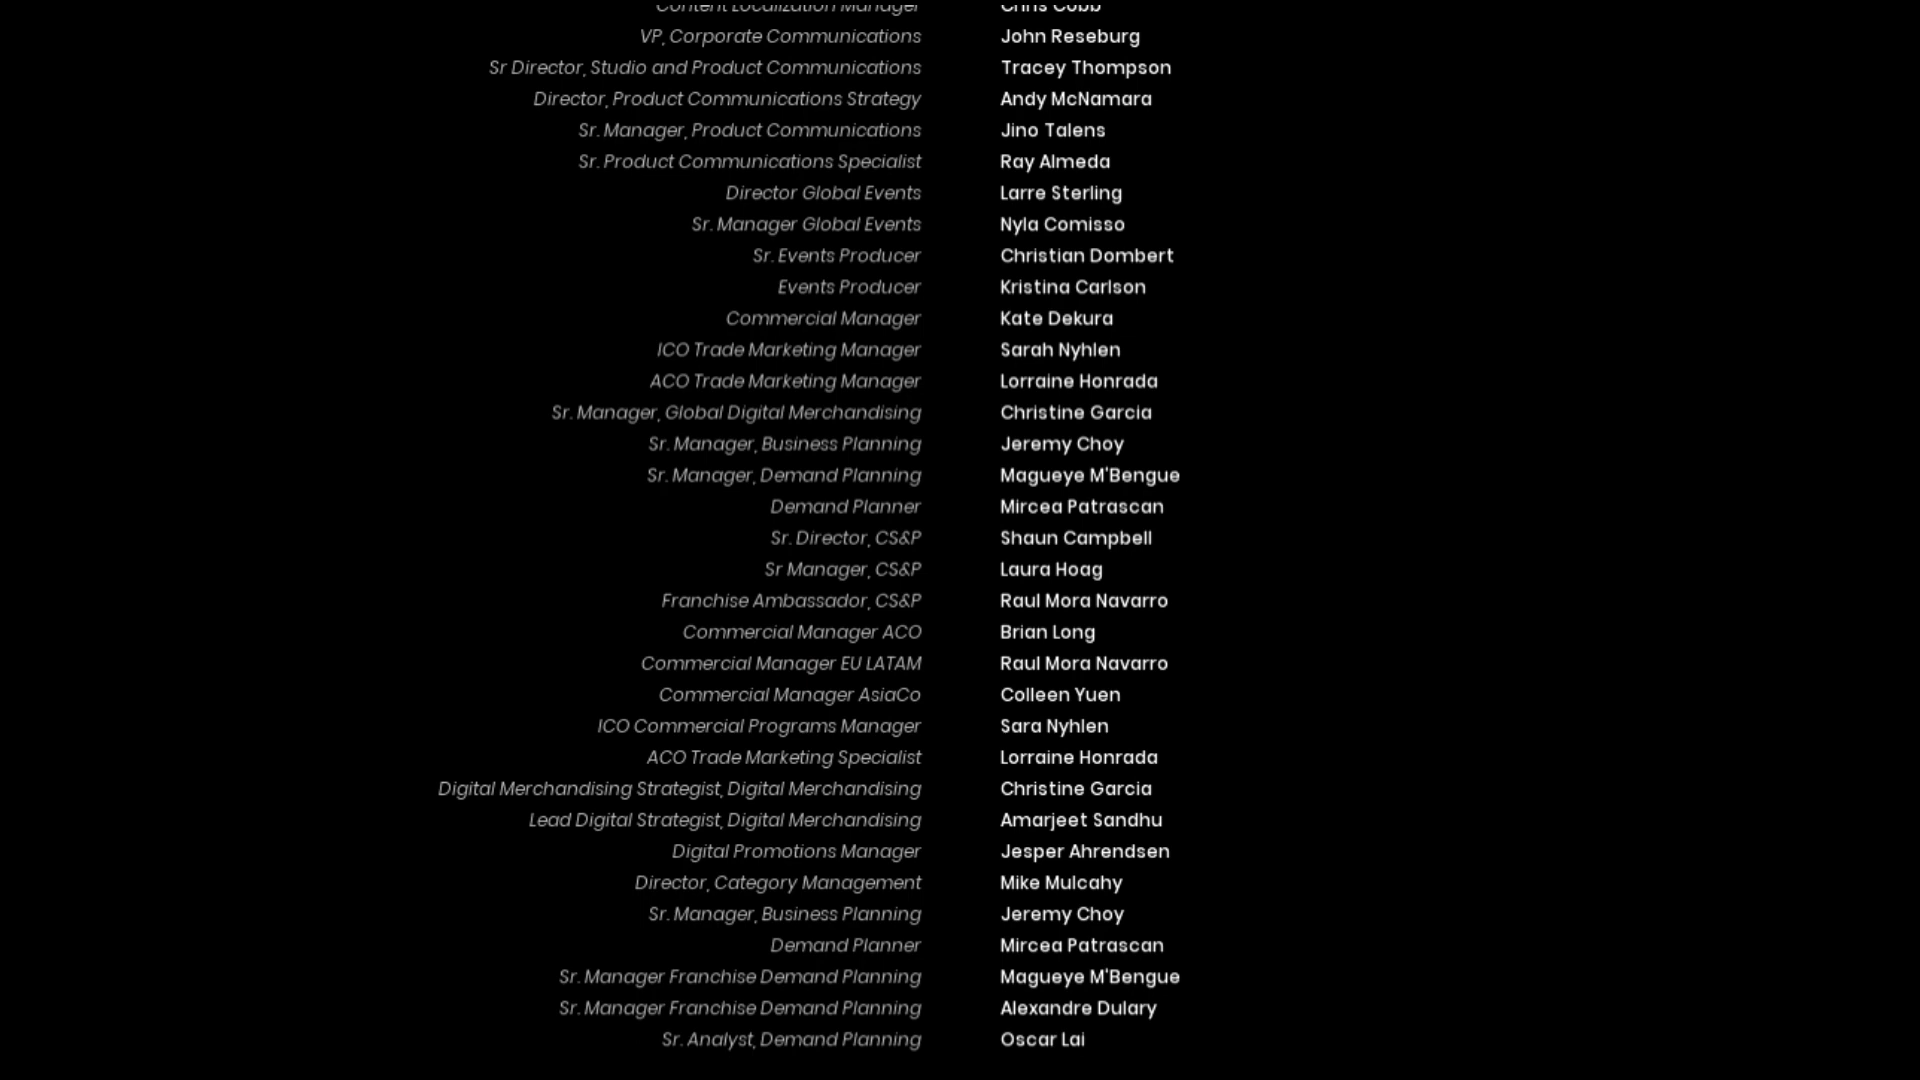 Content Localization Manager Chris Cobb
VP, Corporate Communications John Reseburg
Sr Director, Studio and Product Communications Tracey Thompson
Director, Product Communications Strategy Andy McNamara
Sr. Manager, Product Communications Jino Talens
Sr. Product Communications Specialist Ray Almeda
Director Global Events Larre Sterling
Sr. Manager Global Events Nyla Comisso
Sr. Events Producer Christian Dombert
Events Producer Kristina Carlson
Commercial Manager Kate Dekura
ICO Trade Marketing Manager Sarah Nyhlen
ACO Trade Marketing Manager Lorraine Honrada
Sr. Manager, Global Digital Merchandising Christine Garcia
Sr. Manager, Business Planning Jeremy Choy
Sr. Manager, Demand Planning Magueye M'Bengue
Demand Planner Mircea Patrascan
Sr. Director, CS&P Shaun Campbell
Sr Manager, CS&P Laura Hoag
Franchise Ambassador, CS&P Raul Mora Navarro
Commercial Manager ACO Brian Long
Commercial Manager EU LATAM Raul Mora Navarro
Commercial Manager AsiaCo Colleen Yuen
ICO Commercial Programs Manager Sara Nyhlen
ACO Trade Marketing Specialist Lorraine Honrada
Digital Merchandising Strategist, Digital Merchandising Christine Garcia
Lead Digital Strategist, Digital Merchandising Amarjeet Sandhu
Digital Promotions Manager Jesper Ahrendsen
Director, Category Management Mike Mulcahy
Sr. Manager, Business Planning Jeremy Choy
Demand Planner Mircea Patrascan
Sr. Manager Franchise Demand Planning Magueye M'Bengue
Sr. Manager Franchise Demand Planning Alexandre Dulary
Sr. Analyst, Demand Planning Oscar Lai